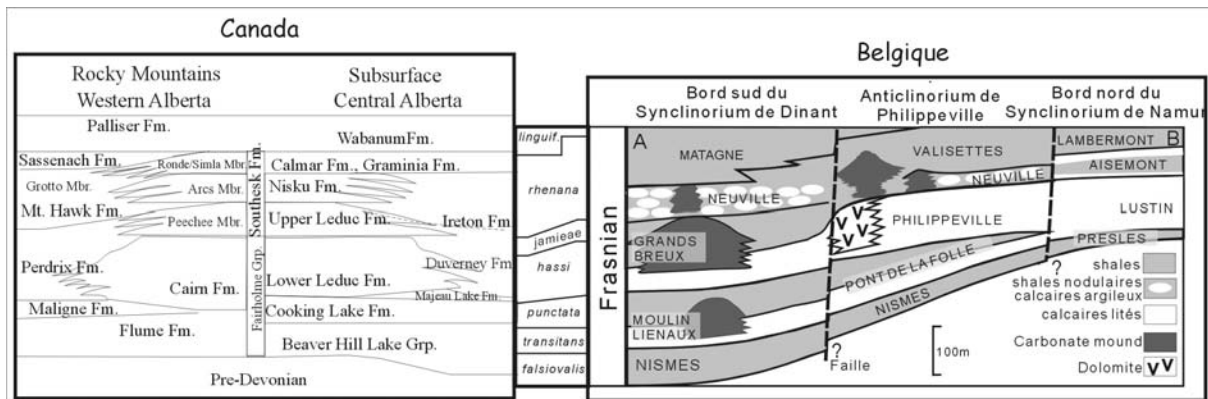 Canada
Rocky Mountains
Western Alberta
Subsurface
Central Alberta
Palliser Fm.
WabanumFm.
Sassenach Fm.
Ronde/Simla Mbr.
Calmar Fm., Graminia Fm.
Grotto Mbr.
Arcs Mbr.
Nisku Fm.
Mt. Hawk Fm.
Peechee Mbr.
Upper Leduc Fm.
Ireton Fm
Southesk Fm.
Perdrix Fm.
Cairn Fm.
Lower Leduc Fm.
Duverney Fm.
Majeau Lake Fm.
Maligne Fm.
Cooking Lake Fm.
Flume Fm.
Fairholme Grp.
Beaver Hill Lake Grp.
Pre-Devonian
linguif.
rhenana
jamieae
hassi
punctata
transitans
falsiovalis
Frasnian
Belgique
Bord sud du
Synclinorium de Dinant
Anticlinorium de
Philippeville
Bord nord du
Synclinorium de Namur
A
B
MATAGNE
VALISETTES
LAMBERMONT
AISEMONT
NEUVILLE
NEUVILLE
PHILIPPEVILLE
LUSTIN
GRANDS
BREUX
PRESLES
PONT DE LA FOLLE
MOULIN
LIENAUX
NISMES
NISMES
?
Faille
?
100m
shales
shales nodulaires
calcaires argileux
calcaires lités
Carbonate mound
Dolomite